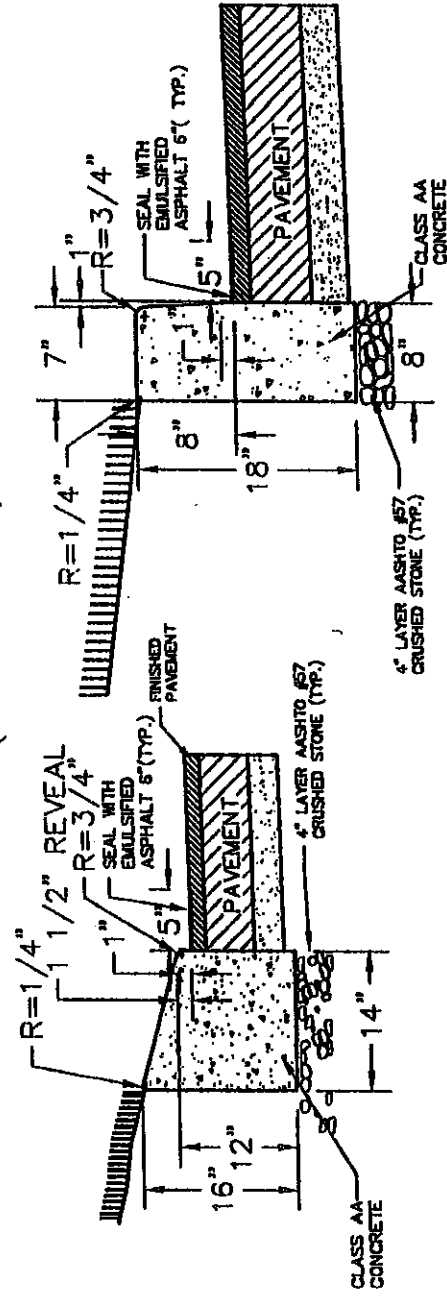 R=1/4"
1 1/2" REVEAL
R=3/4"
SEAL WITH
EMULSIFIED
ASPHALT 6"(TYP.)
FINISHED
PAVEMENT
5"
1"
PAVEMENT
16"
12"
14"
4" LAYER AASHTO #57
CRUSHED STONE (TYP.)
CLASS AA
CONCRETE
R=1/4"
7"
1"
R=3/4"
SEAL WITH
EMULSIFIED
ASPHALT 6"( TYP.)
5"
1"
PAVEMENT
8"
18"
8"
CLASS AA
CONCRETE
4" LAYER AASHTO #57
CRUSHED STONE (TYP.)